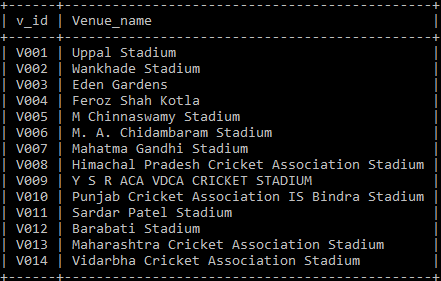 | v_id | Venue_name |
| V001 | Uppal Stadium |
| V002 | Wankhade Stadium |
| V003 | Eden Gardens |
| V004 | Feroz Shah Kotla |
| V005 | M Chinnaswamy Stadium |
| V006 | M. A. Chidambaram Stadium |
| V007 | Mahatma Gandhi Stadium |
| V008 | Himachal Pradesh Cricket Association Stadium |
| V009 | Y S R ACA VDCA CRICKET STADIUM |
| V010 | Punjab Cricket Association IS Bindra Stadium |
| V011 | Sardar Patel Stadium |
| V012 | Barabati Stadium |
| V013 | Maharashtra Cricket Association Stadium |
| V014 | Vidarbha Cricket Association Stadium |